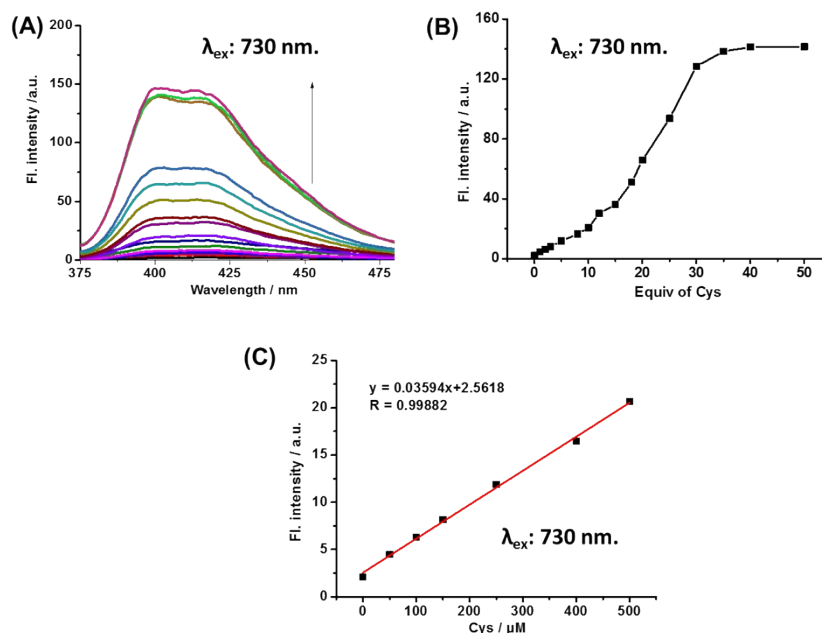 (A)
λex: 730 nm.
200
150
100
50
0
375
400
425
450
475
Fl. intensity /a.u.
Wavelength / nm
(B)
λex: 730 nm.
160
120
80
40
0
0
10
20
30
40
50
Fl. intensity / a.u.
Equiv of Cys
(C)
y = 0.03594x+2.5618
R = 0.99882
λex: 730 nm.
25
20
15
10
5
0
0
100
200
300
400
500
Fl. intensity / a.u.
Cys / µM